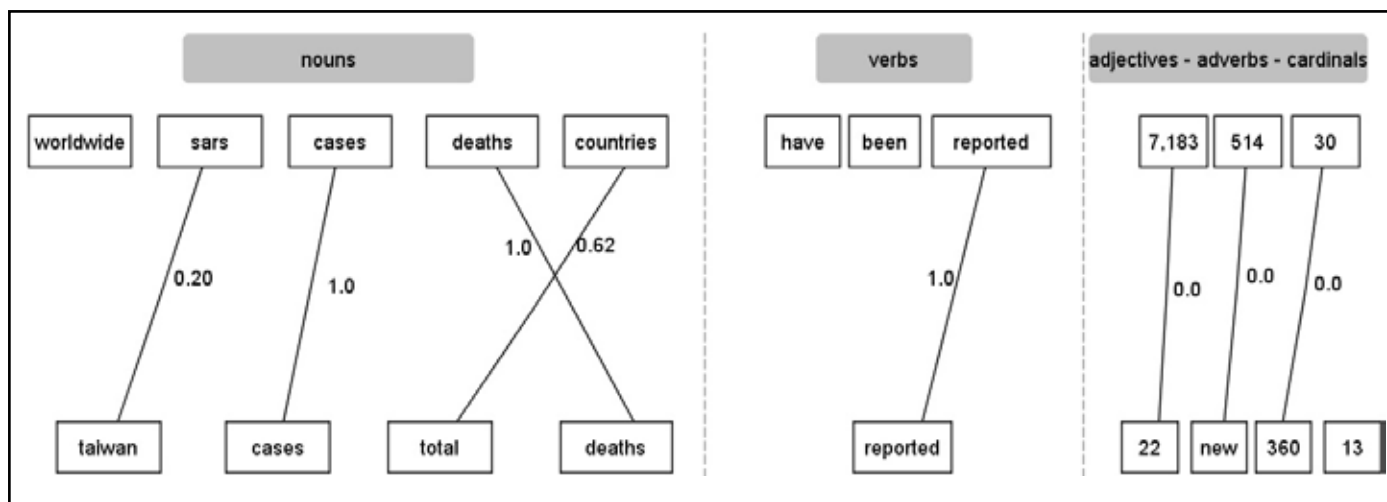 nouns verbs adjectives - adverbs - cardinals
worldwide sars cases deaths countries have been reported 7,183 514 30
0.20 1.0 1.0 0.62 1.0 0.0 0.0 0.0
taiwan cases total deaths reported 22 new 360 13